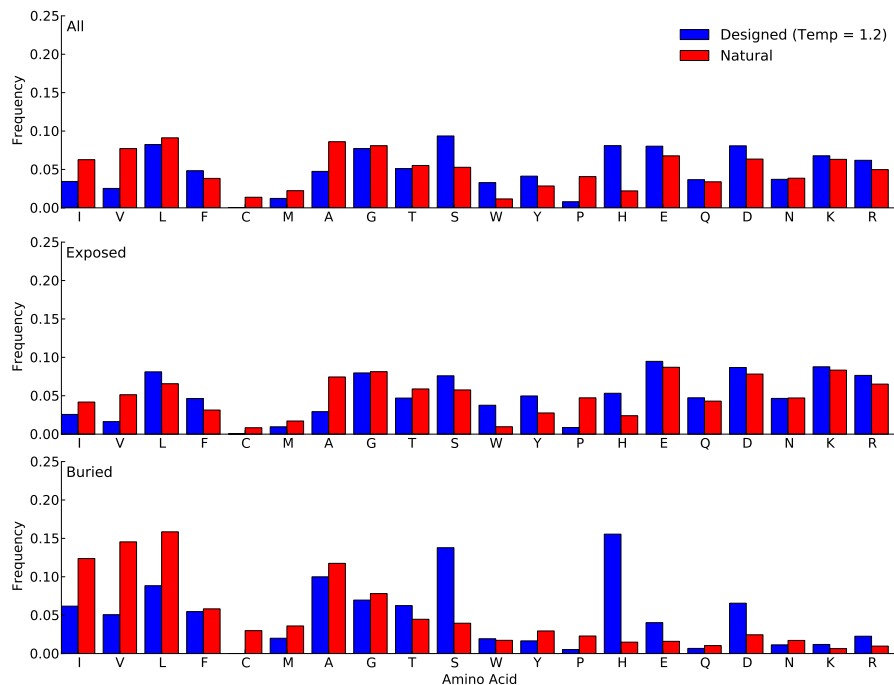 All
Designed (Temp = 1.2)
Natural
Frequency
0.25
0.20
0.15
0.10
0.05
0.00
I V L F C M A G T S W Y P H E Q D N K R
Exposed
Frequency
0.25
0.20
0.15
0.10
0.05
0.00
I V L F C M A G T S W Y P H E Q D N K R
Buried
Frequency
0.25
0.20
0.15
0.10
0.05
0.00
I V L F C M A G T S W Y P H E Q D N K R
Amino Acid